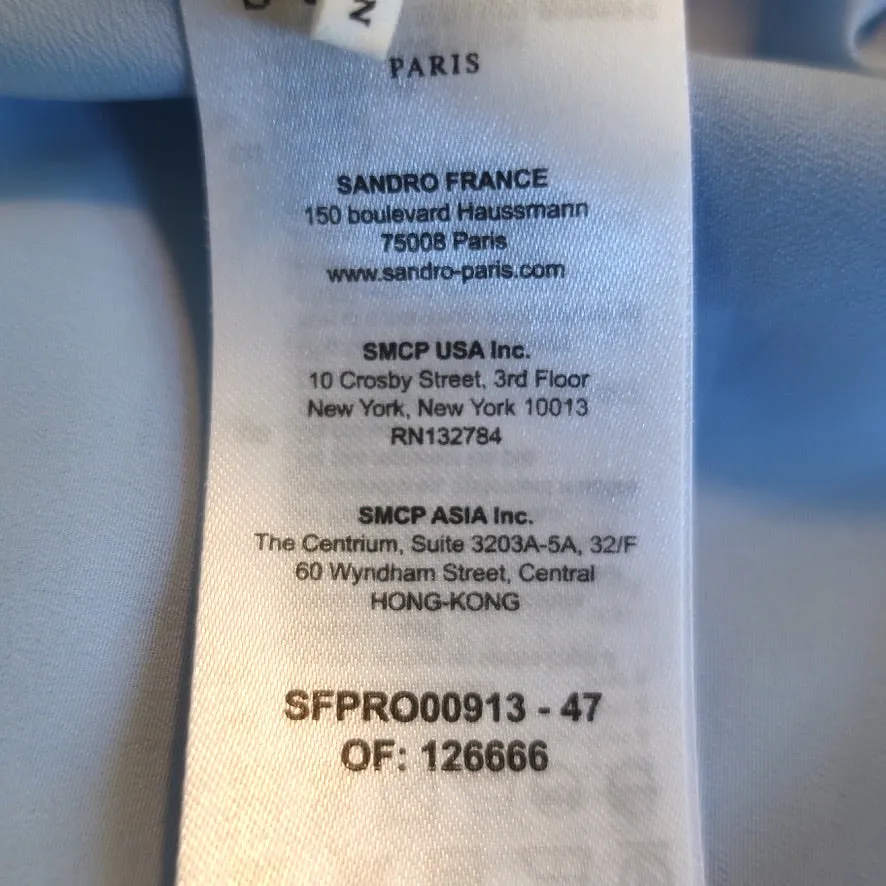 PARIS
SANDRO FRANCE
150 boulevard Haussmann
75008 Paris
www.sandro-paris.com
SMCP USA Inc.
10 Crosby Street, 3rd Floor
New York, New York 10013
RN132784
SMCP ASIA Inc.
The Centrium, Suite 3203A-5A, 32/F
60 Wyndham Street, Central
HONG-KONG
SFPRO00913 - 47
OF: 126666